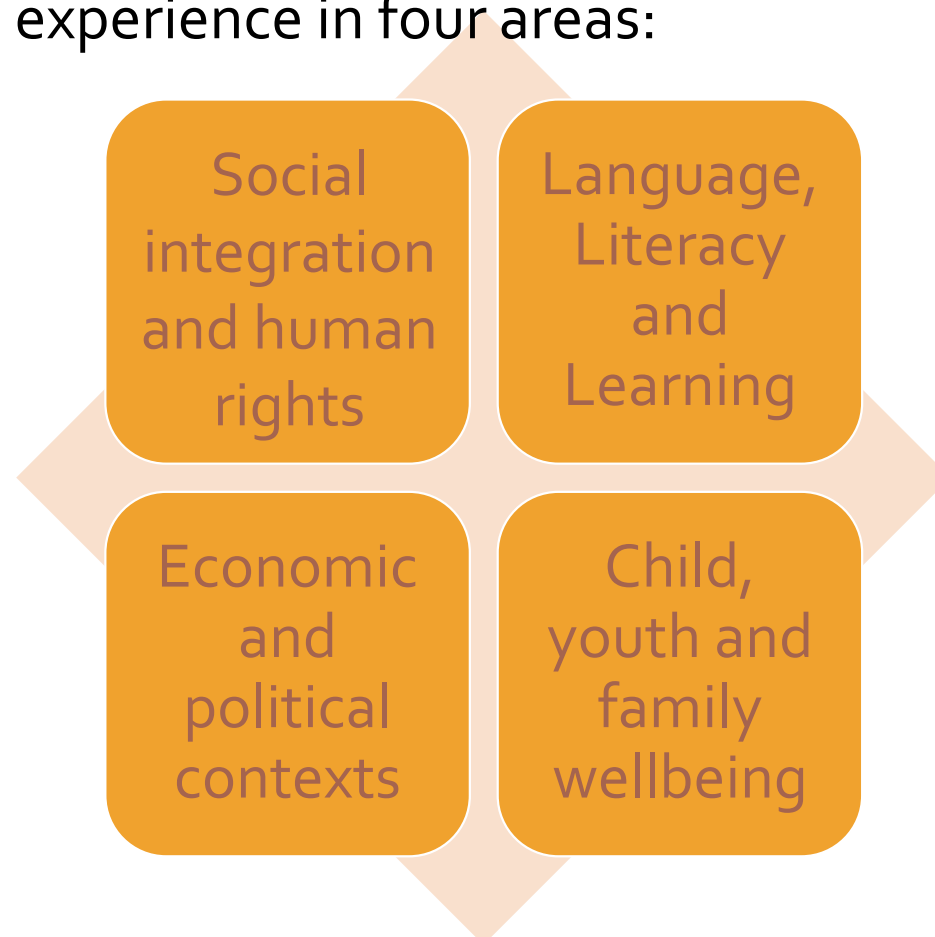 experience in four areas:
Social
integration
and human
rights
Language,
Literacy
and
Learning
Economic
and
political
contexts
Child,
youth and
family
wellbeing